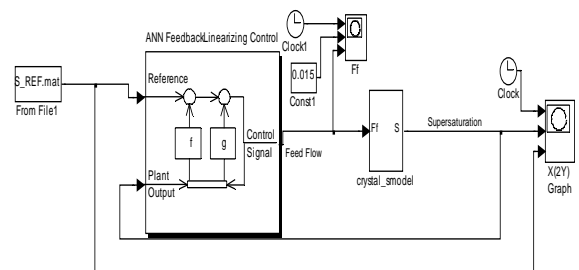 ANN FeedbackLinearizing Control
Clock1
Ff
S_REF.mat
From File1
Reference
0.015
Const1
Clock
f
g
Control
Signal
Feed Flow
Ff
S
Supersaturation
crystal_smodel
Plant
Output
X(2Y)
Graph